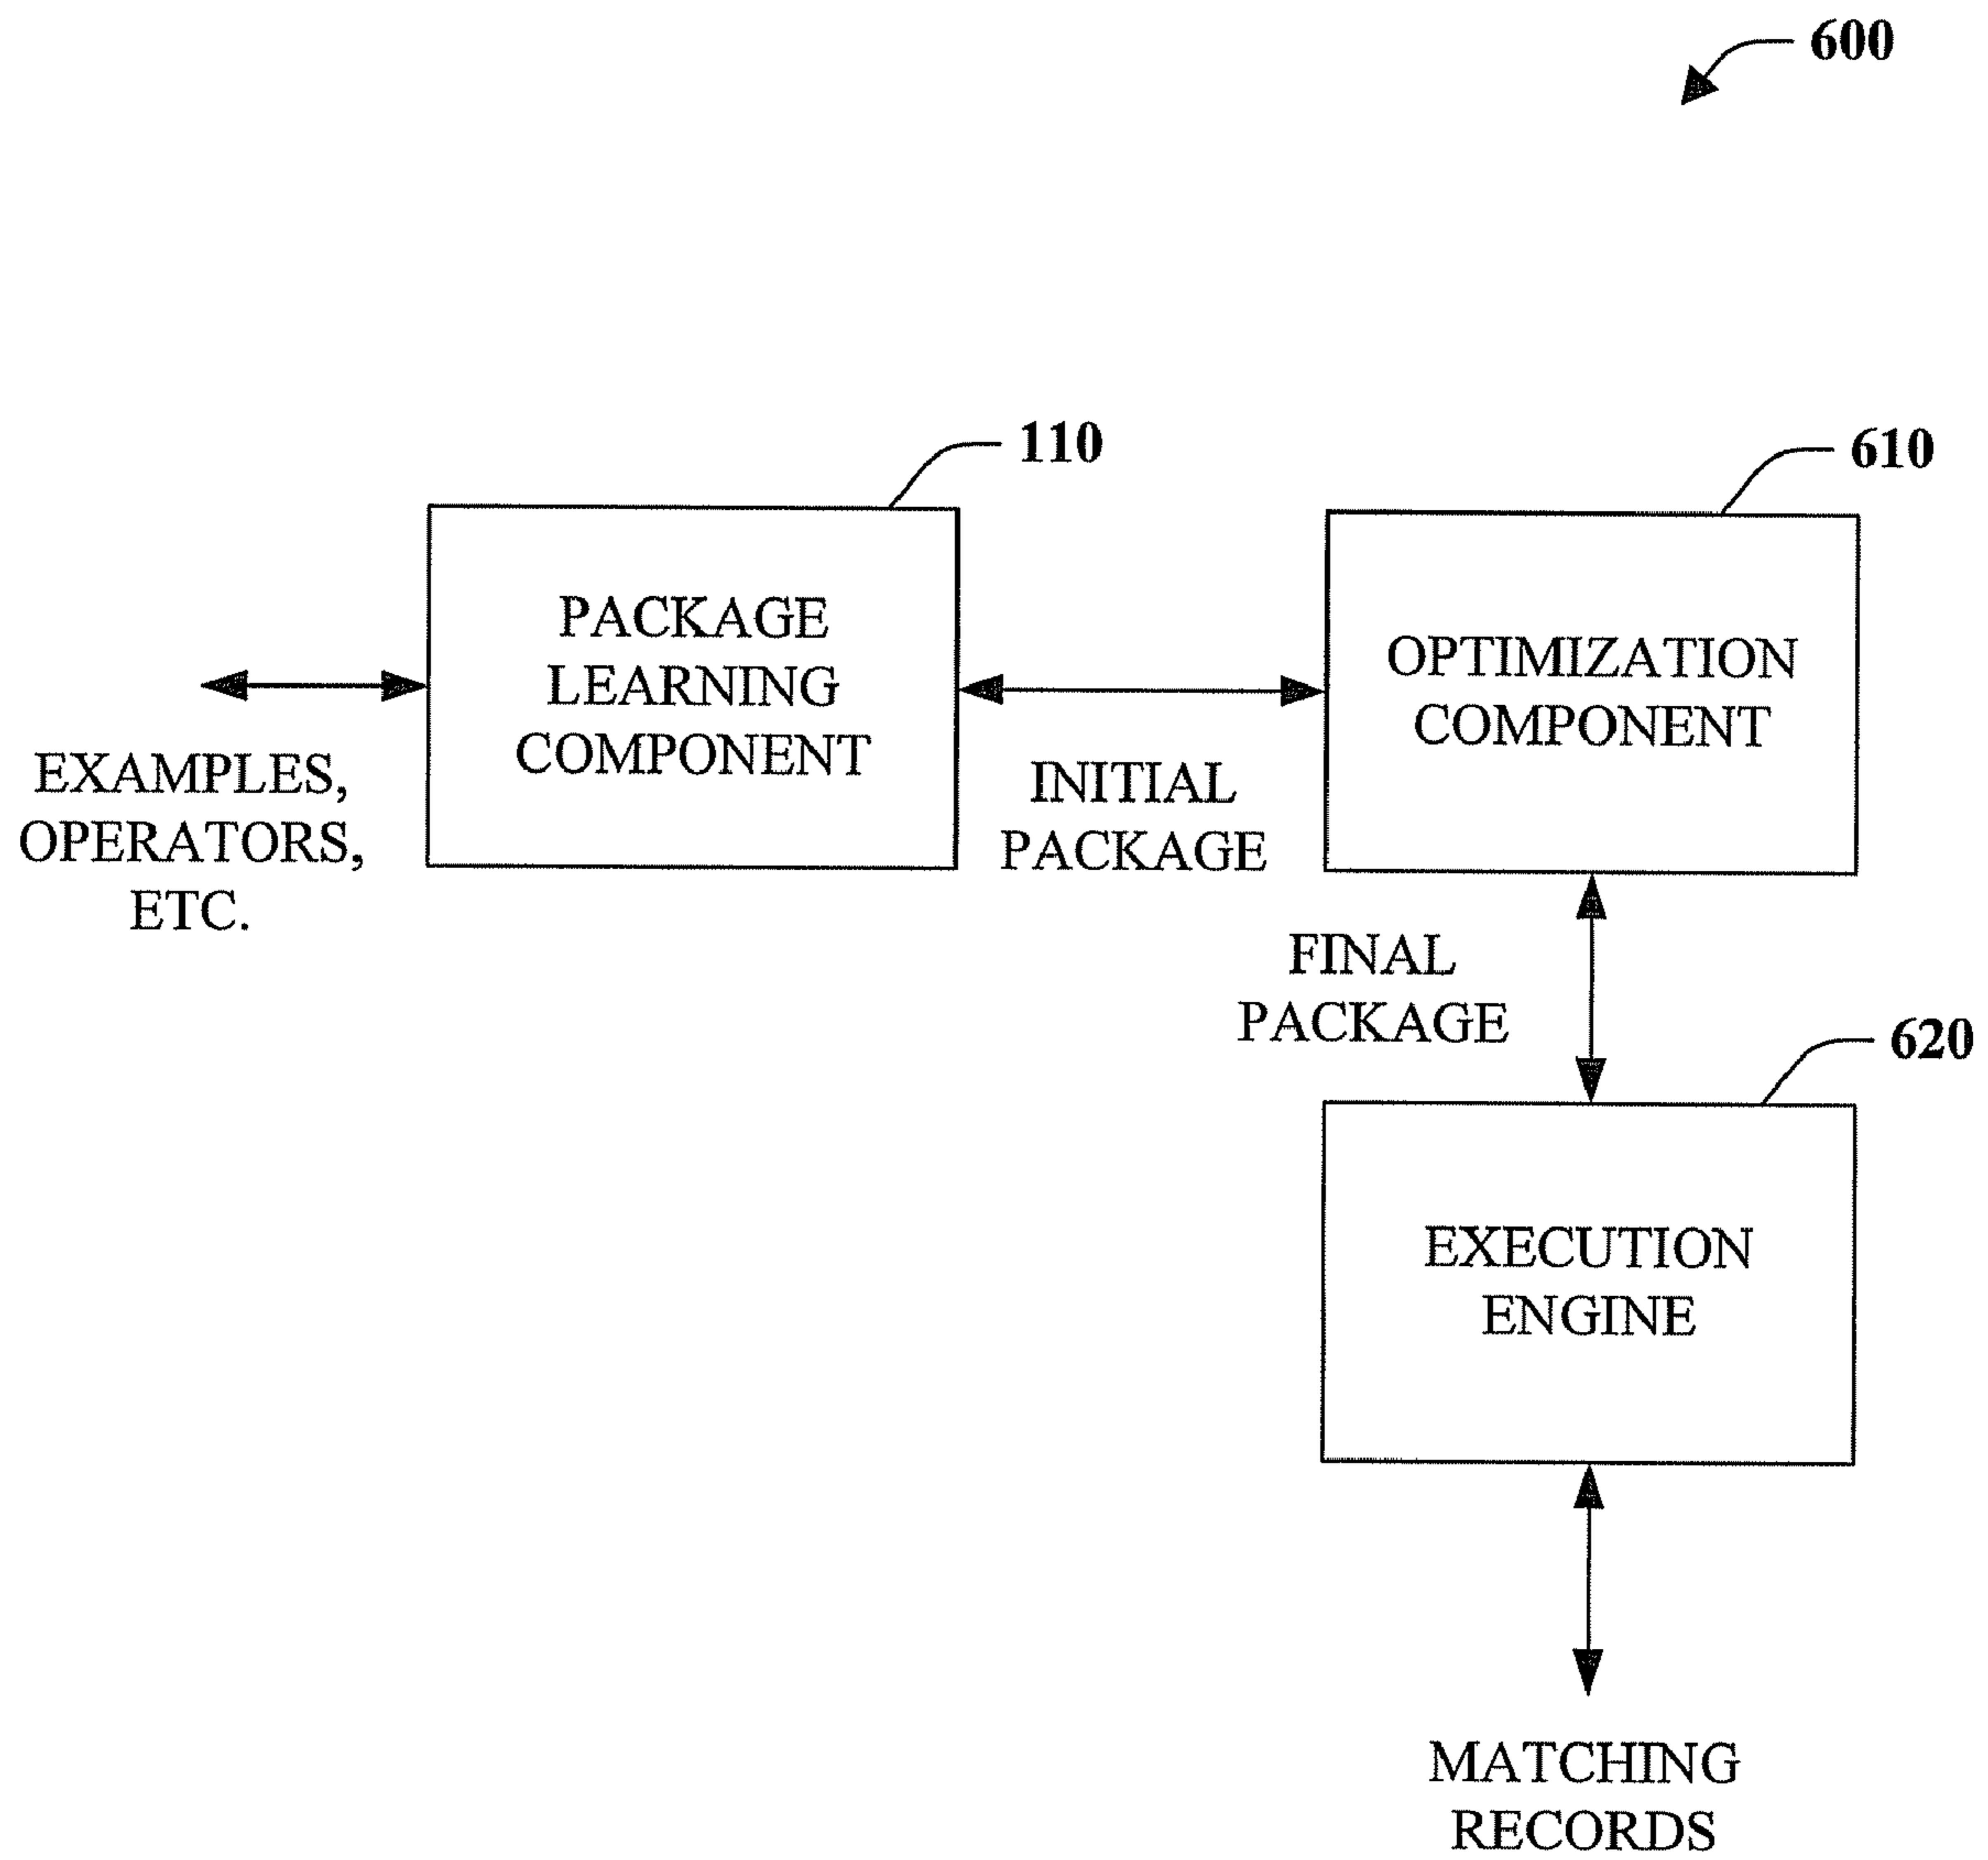 600
110
610
PACKAGE
LEARNING
COMPONENT
OPTIMIZATION
COMPONENT
EXAMPLES,
OPERATORS,
ETC.
INITIAL
PACKAGE
FINAL
PACKAGE
620
EXECUTION
ENGINE
MATCHING
RECORDS